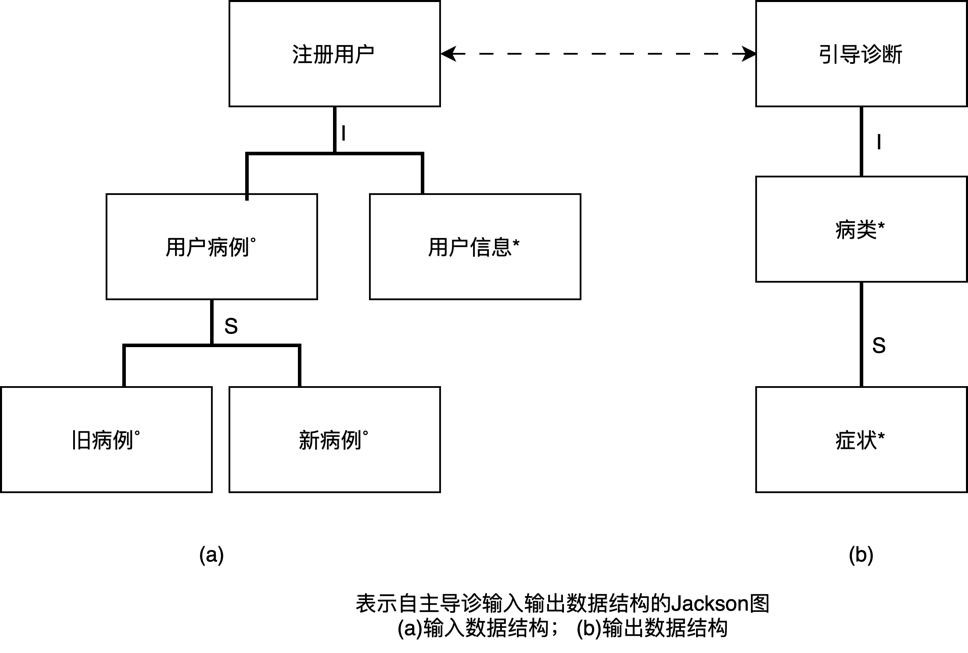 注册用户
引导诊断
I
I
用户病例°
用户信息*
病类*
S
S
旧病例°
新病例°
症状*
(a)
(b)
表示自主导诊输入输出数据结构的Jackson图
(a)输入数据结构； (b)输出数据结构